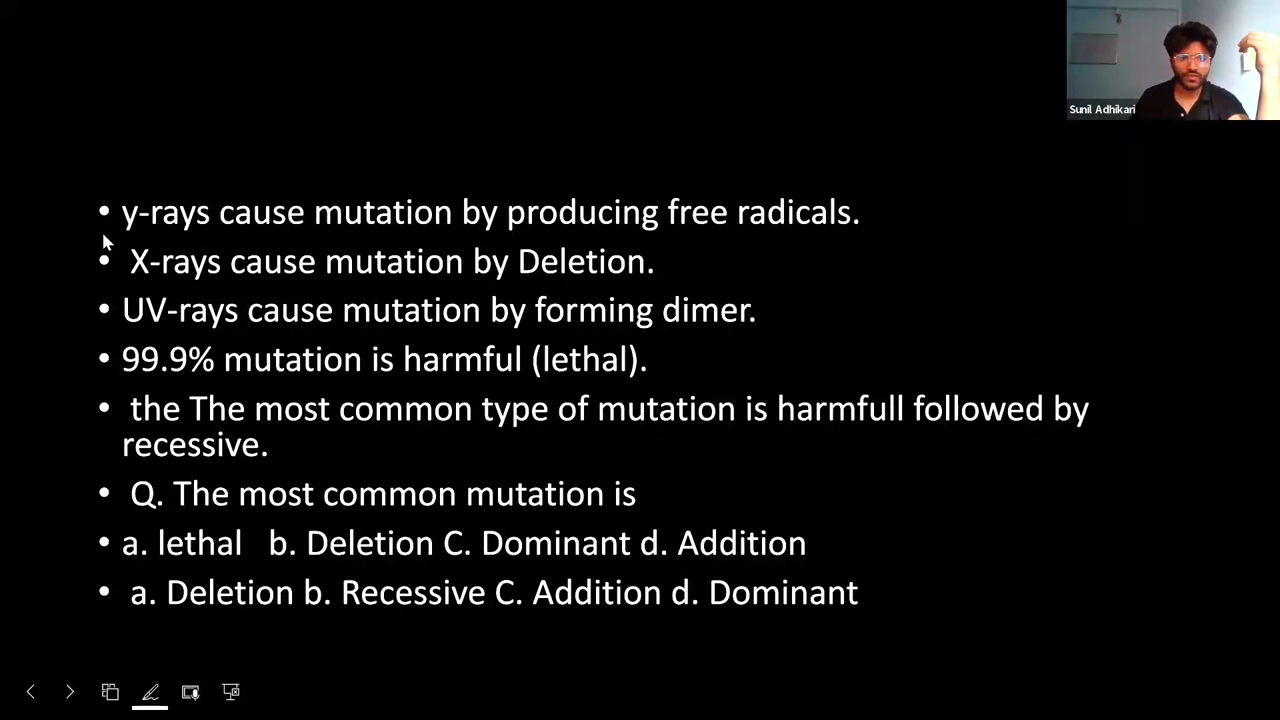 Sunil Adhikari
• y-rays cause mutation by producing free radicals.
• X-rays cause mutation by Deletion.
• UV-rays cause mutation by forming dimer.
• 99.9% mutation is harmful (lethal).
• the The most common type of mutation is harmfull followed by
recessive.
• Q. The most common mutation is
• a. lethal b. Deletion C. Dominant d. Addition
• a. Deletion b. Recessive C. Addition d. Dominant